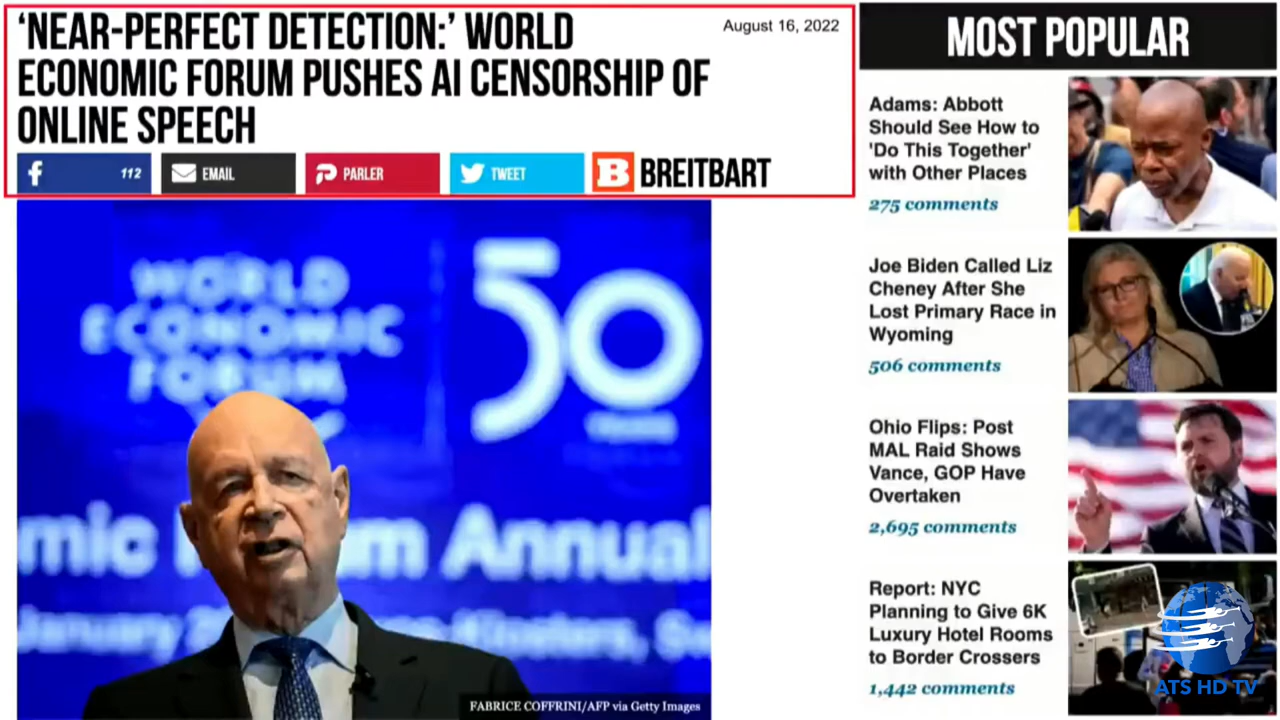 ‘NEAR-PERFECT DETECTION:’ WORLD
ECONOMIC FORUM PUSHES AI CENSORSHIP OF
ONLINE SPEECH
August 16, 2022
112
EMAIL
PARLER
TWEET
B BREITBART
WORLD
ECONOMIC
FORUM
50
YEARS
mic Forum Annual
January
FABRICE COFFRINI/AFP via Getty Images
MOST POPULAR
Adams: Abbott
Should See How to
'Do This Together'
with Other Places
275 comments
Joe Biden Called Liz
Cheney After She
Lost Primary Race in
Wyoming
506 comments
Ohio Flips: Post
MAL Raid Shows
Vance, GOP Have
Overtaken
2,695 comments
Report: NYC
Planning to Give 6K
Luxury Hotel Rooms
to Border Crossers
1,442 comments
ATS HD TV